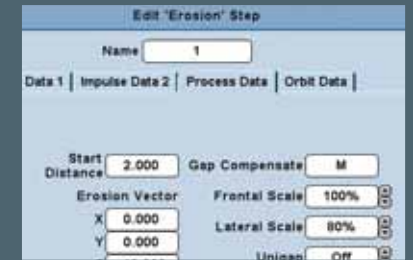 Edit 'Erosion' Step
Name 1
Data 1 | Impulse Data 2 | Process Data | Orbit Data |
Start Distance 2.000 Gap Compensate M
Erosion Vector Frontal Scale 100%
X 0.000 Lateral Scale 80%
Y 0.000
Unigap Off